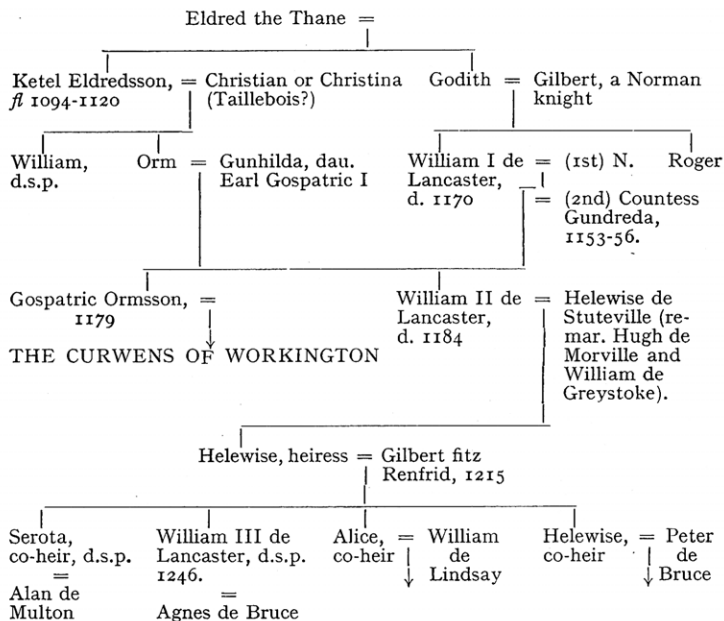 Eldred the Thane =
Ketel Eldredsson, = Christian or Christina Godith = Gilbert, a Norman
fl 1094-1120 (Taillebois?) knight
William, Orm = Gunhilda, dau. William I de = (1st) N. Roger
d.s.p. Earl Gospatric I Lancaster,
d. 1170 = (2nd) Countess
Gundreda,
1153-56.
Gospatric Ormsson, = William II de = Helewise de
1179 Lancaster, Stuteville (re-
d. 1184 mar. Hugh de
THE CURWENS OF WORKINGTON Morville and
William de
Greystoke).
Helewise, heiress = Gilbert fitz
Renfrid, 1215
Serota, William III de Alice, = William Helewise, = Peter
co-heir, d.s.p. Lancaster, d.s.p. co-heir de co-heir de
= 1246. Lindsay Bruce
Alan de =
Multon Agnes de Bruce